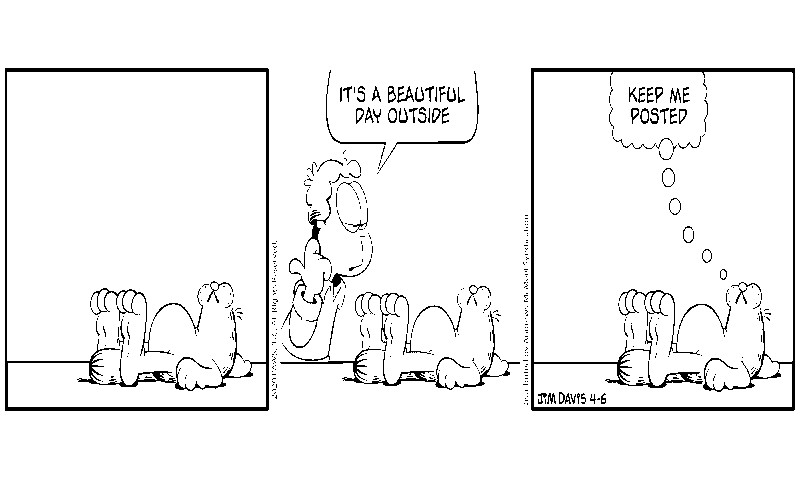 IT'S A BEAUTIFUL
DAY OUTSIDE
KEEP ME
POSTED
JIM DAVIS 4-6